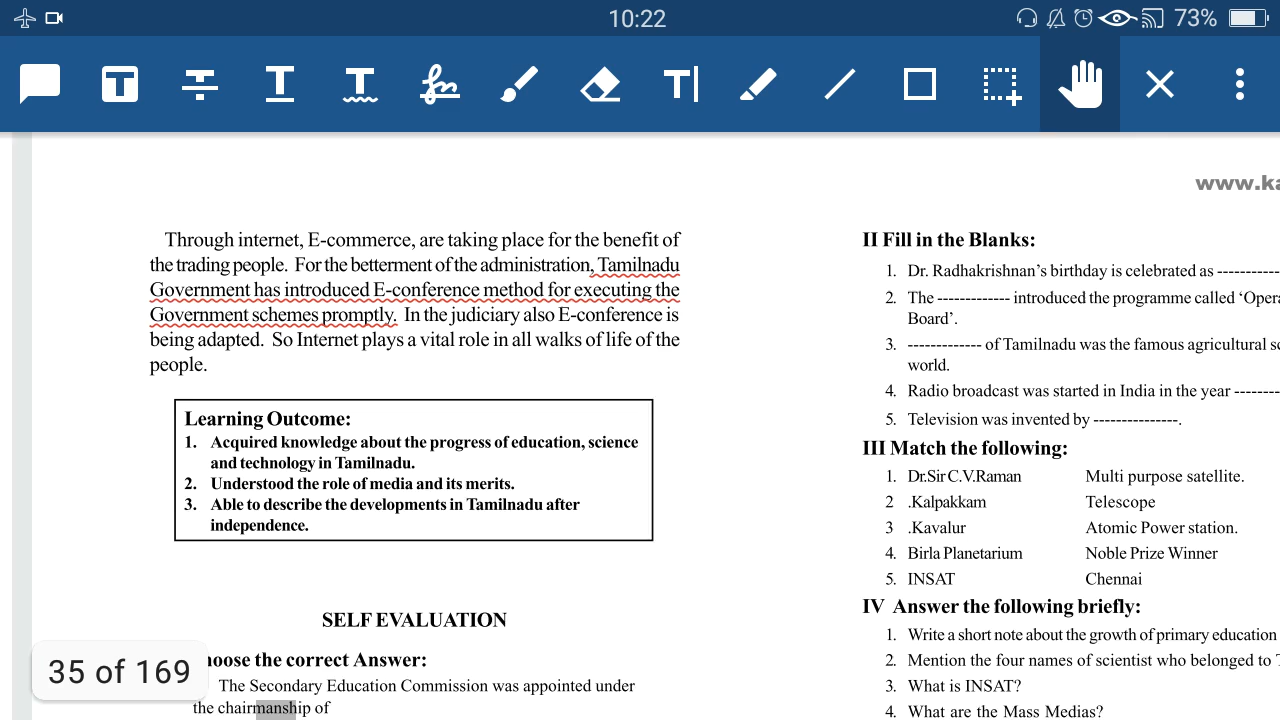 10:22
73%
www.ka
Through internet, E-commerce, are taking place for the benefit of
the trading people. For the betterment of the administration, Tamilnadu
Government has introduced E-conference method for executing the
Government schemes promptly. In the judiciary also E-conference is
being adapted. So Internet plays a vital role in all walks of life of the
people.
Learning Outcome:
1. Acquired knowledge about the progress of education, science
and technology in Tamilnadu.
2. Understood the role of media and its merits.
3. Able to describe the developments in Tamilnadu after
independence.
SELF EVALUATION
hoose the correct Answer:
The Secondary Education Commission was appointed under
the chairmanship of
35 of 169
II Fill in the Blanks:
1. Dr. Radhakrishnan's birthday is celebrated as -----------
2. The ------------- introduced the programme called 'Opera
Board'.
3. ------------- of Tamilnadu was the famous agricultural sc
world.
4. Radio broadcast was started in India in the year --------
5. Television was invented by ---------------.
III Match the following:
1. Dr.Sir C.V.Raman Multi purpose satellite.
2 .Kalpakkam Telescope
3 .Kavalur Atomic Power station.
4. Birla Planetarium Noble Prize Winner
5. INSAT Chennai
IV Answer the following briefly:
1. Write a short note about the growth of primary education
2. Mention the four names of scientist who belonged to T
3. What is INSAT?
4. What are the Mass Medias?